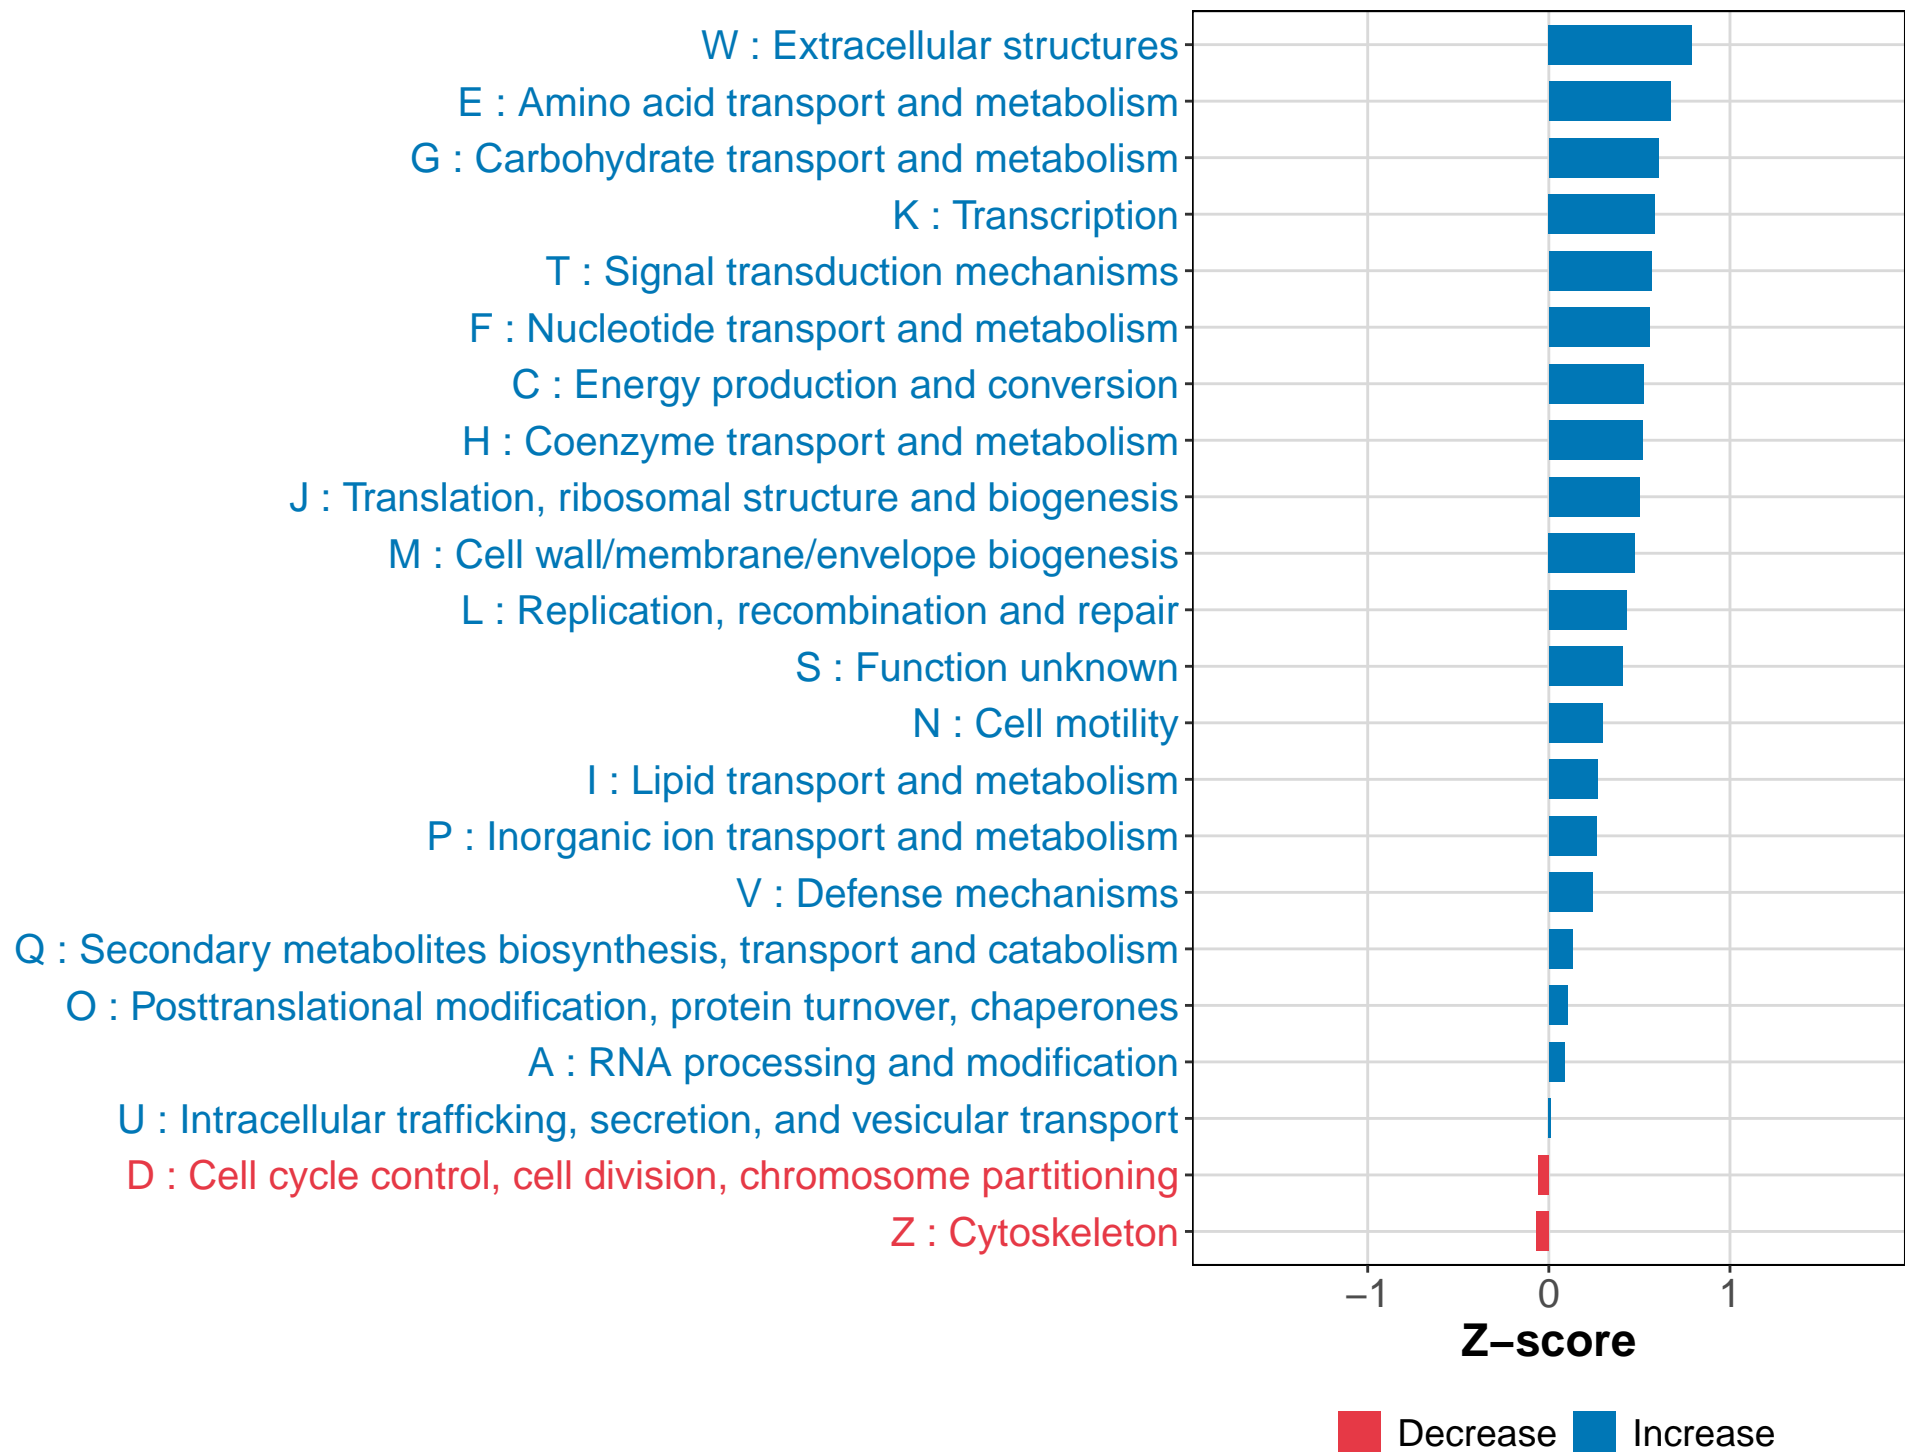 W : Extracellular structures
E : Amino acid transport and metabolism
G : Carbohydrate transport and metabolism
K : Transcription
T : Signal transduction mechanisms
F : Nucleotide transport and metabolism
C : Energy production and conversion
H : Coenzyme transport and metabolism
J : Translation, ribosomal structure and biogenesis
M : Cell wall/membrane/envelope biogenesis
L : Replication, recombination and repair
S : Function unknown
N : Cell motility
I : Lipid transport and metabolism
P : Inorganic ion transport and metabolism
V : Defense mechanisms
Q : Secondary metabolites biosynthesis, transport and catabolism
O : Posttranslational modification, protein turnover, chaperones
A : RNA processing and modification
U : Intracellular trafficking, secretion, and vesicular transport
D : Cell cycle control, cell division, chromosome partitioning
Z : Cytoskeleton
−1 0 1
Z−score
Decrease Increase